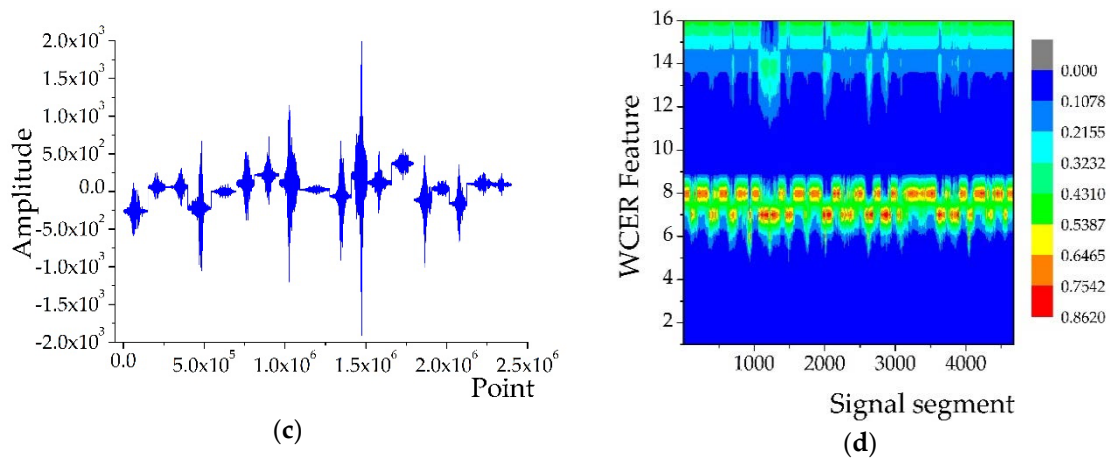 2.0x10³
1.5x10³
1.0x10³
5.0x10²
0.0
-5.0x10²
-1.0x10³
-1.5x10³
-2.0x10³
Amplitude
0.0
5.0x10⁵
1.0x10⁶
1.5x10⁶
2.0x10⁶
2.5x10⁶
Point
(c)
16
14
12
10
8
6
4
2
WCER Feature
1000
2000
3000
4000
Signal segment
0.000
0.1078
0.2155
0.3232
0.4310
0.5387
0.6465
0.7542
0.8620
(d)